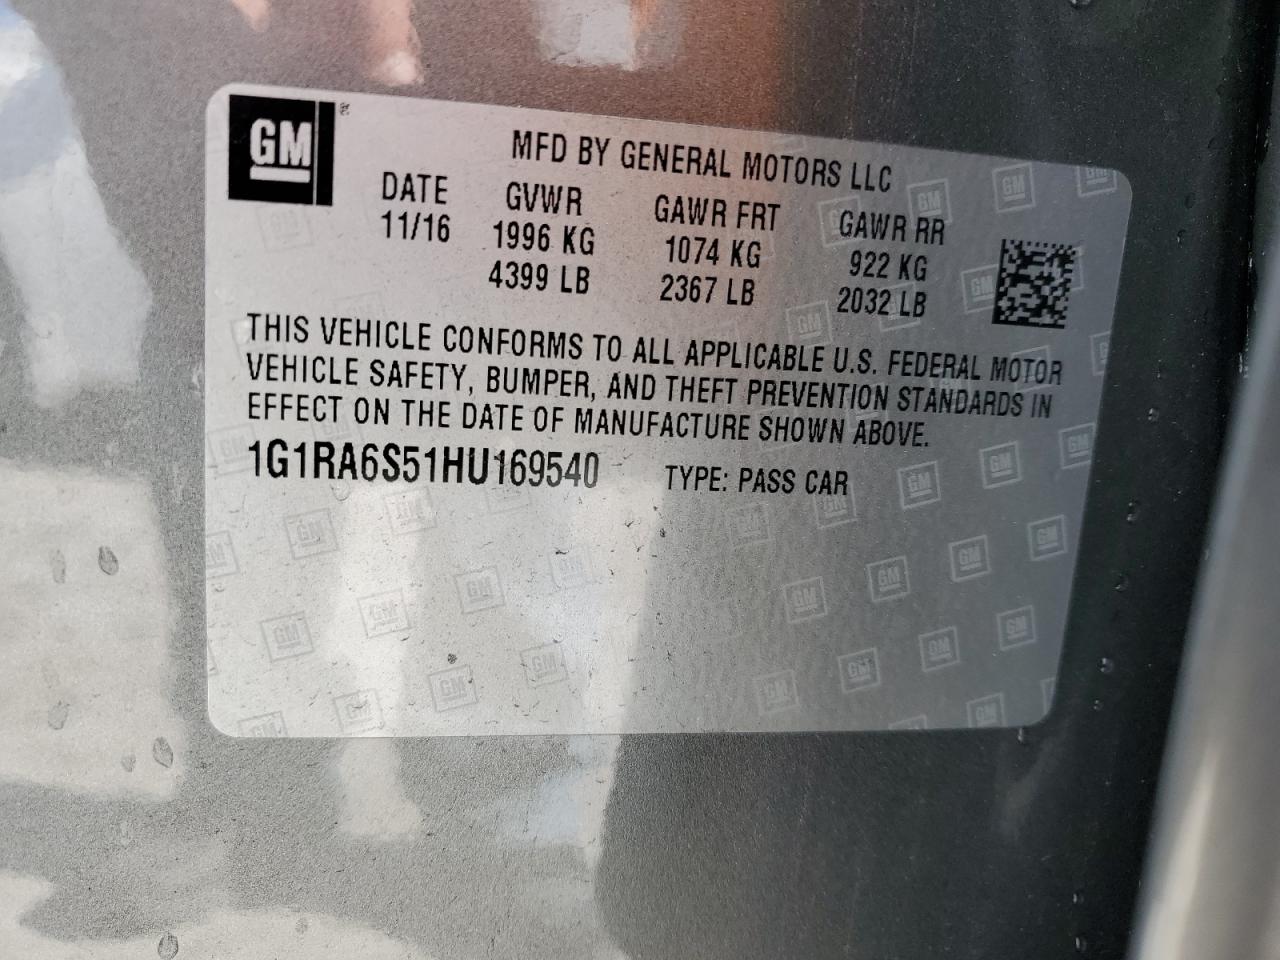 GM
MFD BY GENERAL MOTORS LLC
DATE GVWR GAWR FRT GAWR RR
11/16 1996 KG 1074 KG 922 KG
4399 LB 2367 LB 2032 LB
THIS VEHICLE CONFORMS TO ALL APPLICABLE U.S. FEDERAL MOTOR
VEHICLE SAFETY, BUMPER, AND THEFT PREVENTION STANDARDS IN
EFFECT ON THE DATE OF MANUFACTURE SHOWN ABOVE.
1G1RA6S51HU169540 TYPE: PASS CAR